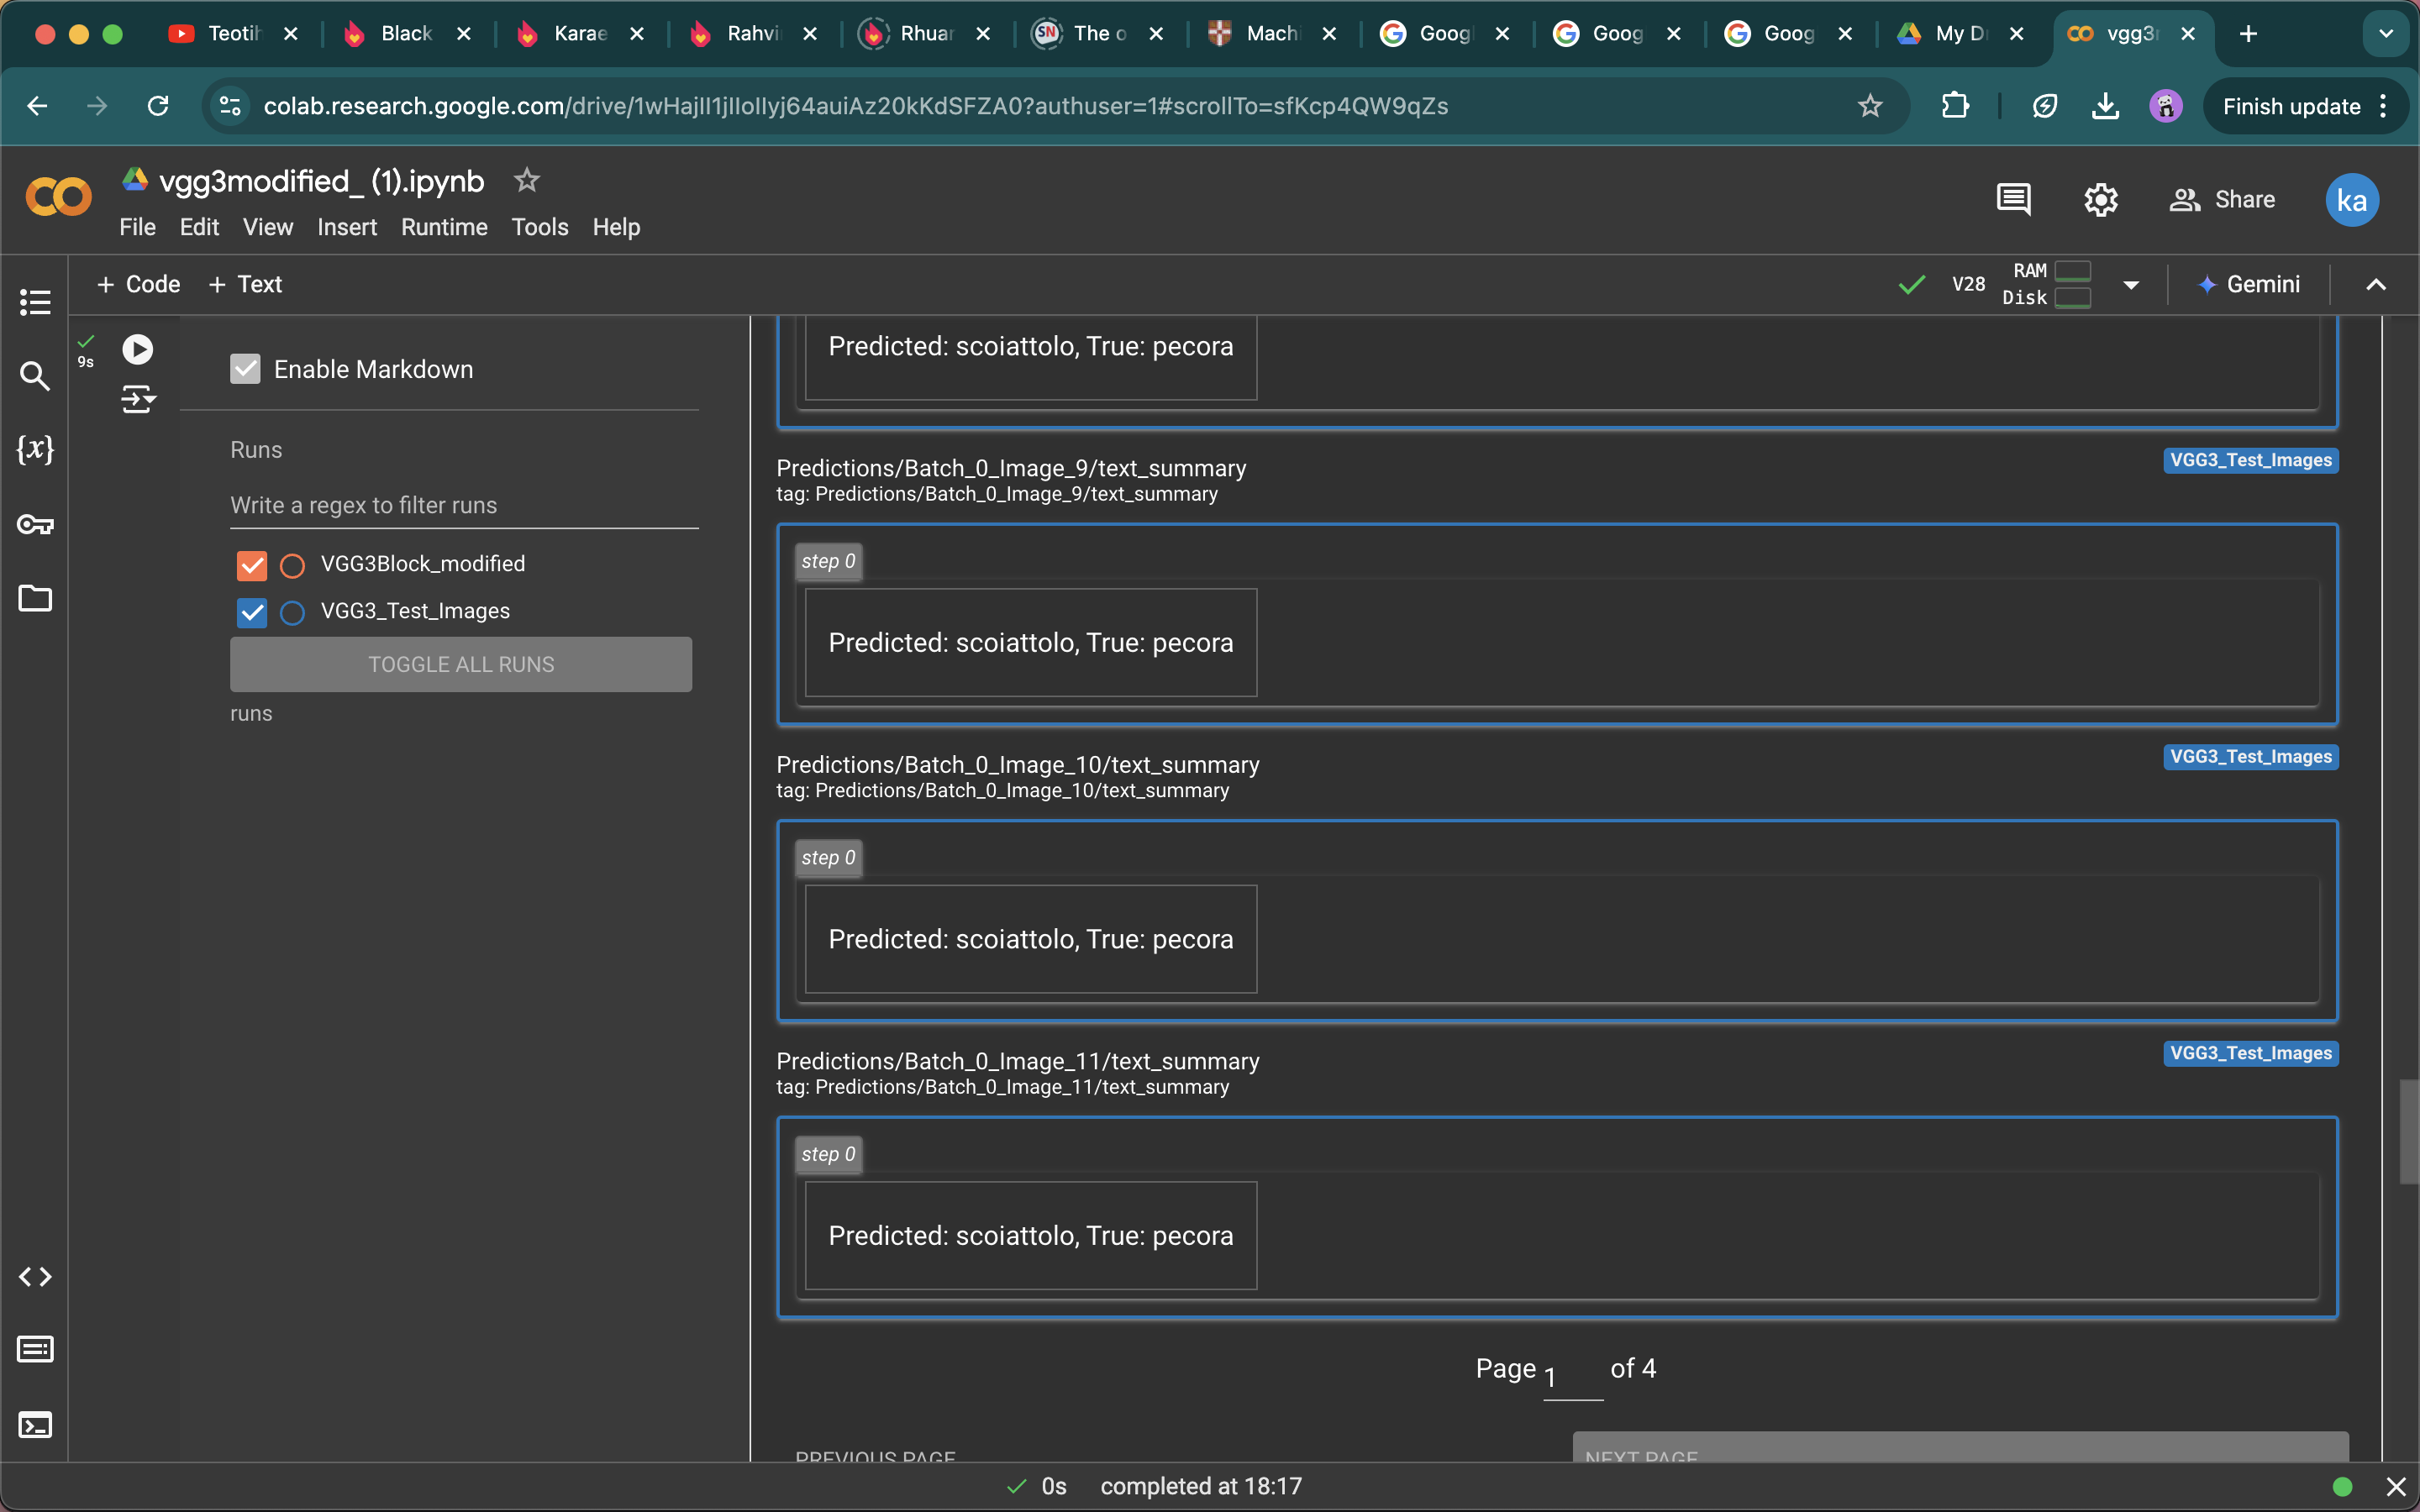 Teotil
Black
Karae
Rahvi
Rhuar
The o
Machi
Googl
Goog
Goog
My D
vgg3
colab.research.google.com/drive/1wHajlI1jlIoIlyj64auiAz20kKdSFZA0?authuser=1#scrollTo=sfKcp4QW9qZs
Finish update
vgg3modified_ (1).ipynb
File Edit View Insert Runtime Tools Help
Share
ka
+ Code + Text
V28
RAM
Disk
Gemini
9s
Enable Markdown
Runs
Write a regex to filter runs
VGG3Block_modified
VGG3_Test_Images
TOGGLE ALL RUNS
runs
Predicted: scoiattolo, True: pecora
Predictions/Batch_0_Image_9/text_summary
tag: Predictions/Batch_0_Image_9/text_summary
VGG3_Test_Images
step 0
Predicted: scoiattolo, True: pecora
Predictions/Batch_0_Image_10/text_summary
tag: Predictions/Batch_0_Image_10/text_summary
VGG3_Test_Images
step 0
Predicted: scoiattolo, True: pecora
Predictions/Batch_0_Image_11/text_summary
tag: Predictions/Batch_0_Image_11/text_summary
VGG3_Test_Images
step 0
Predicted: scoiattolo, True: pecora
Page 1 of 4
PREVIOUS PAGE
NEXT PAGE
0s completed at 18:17